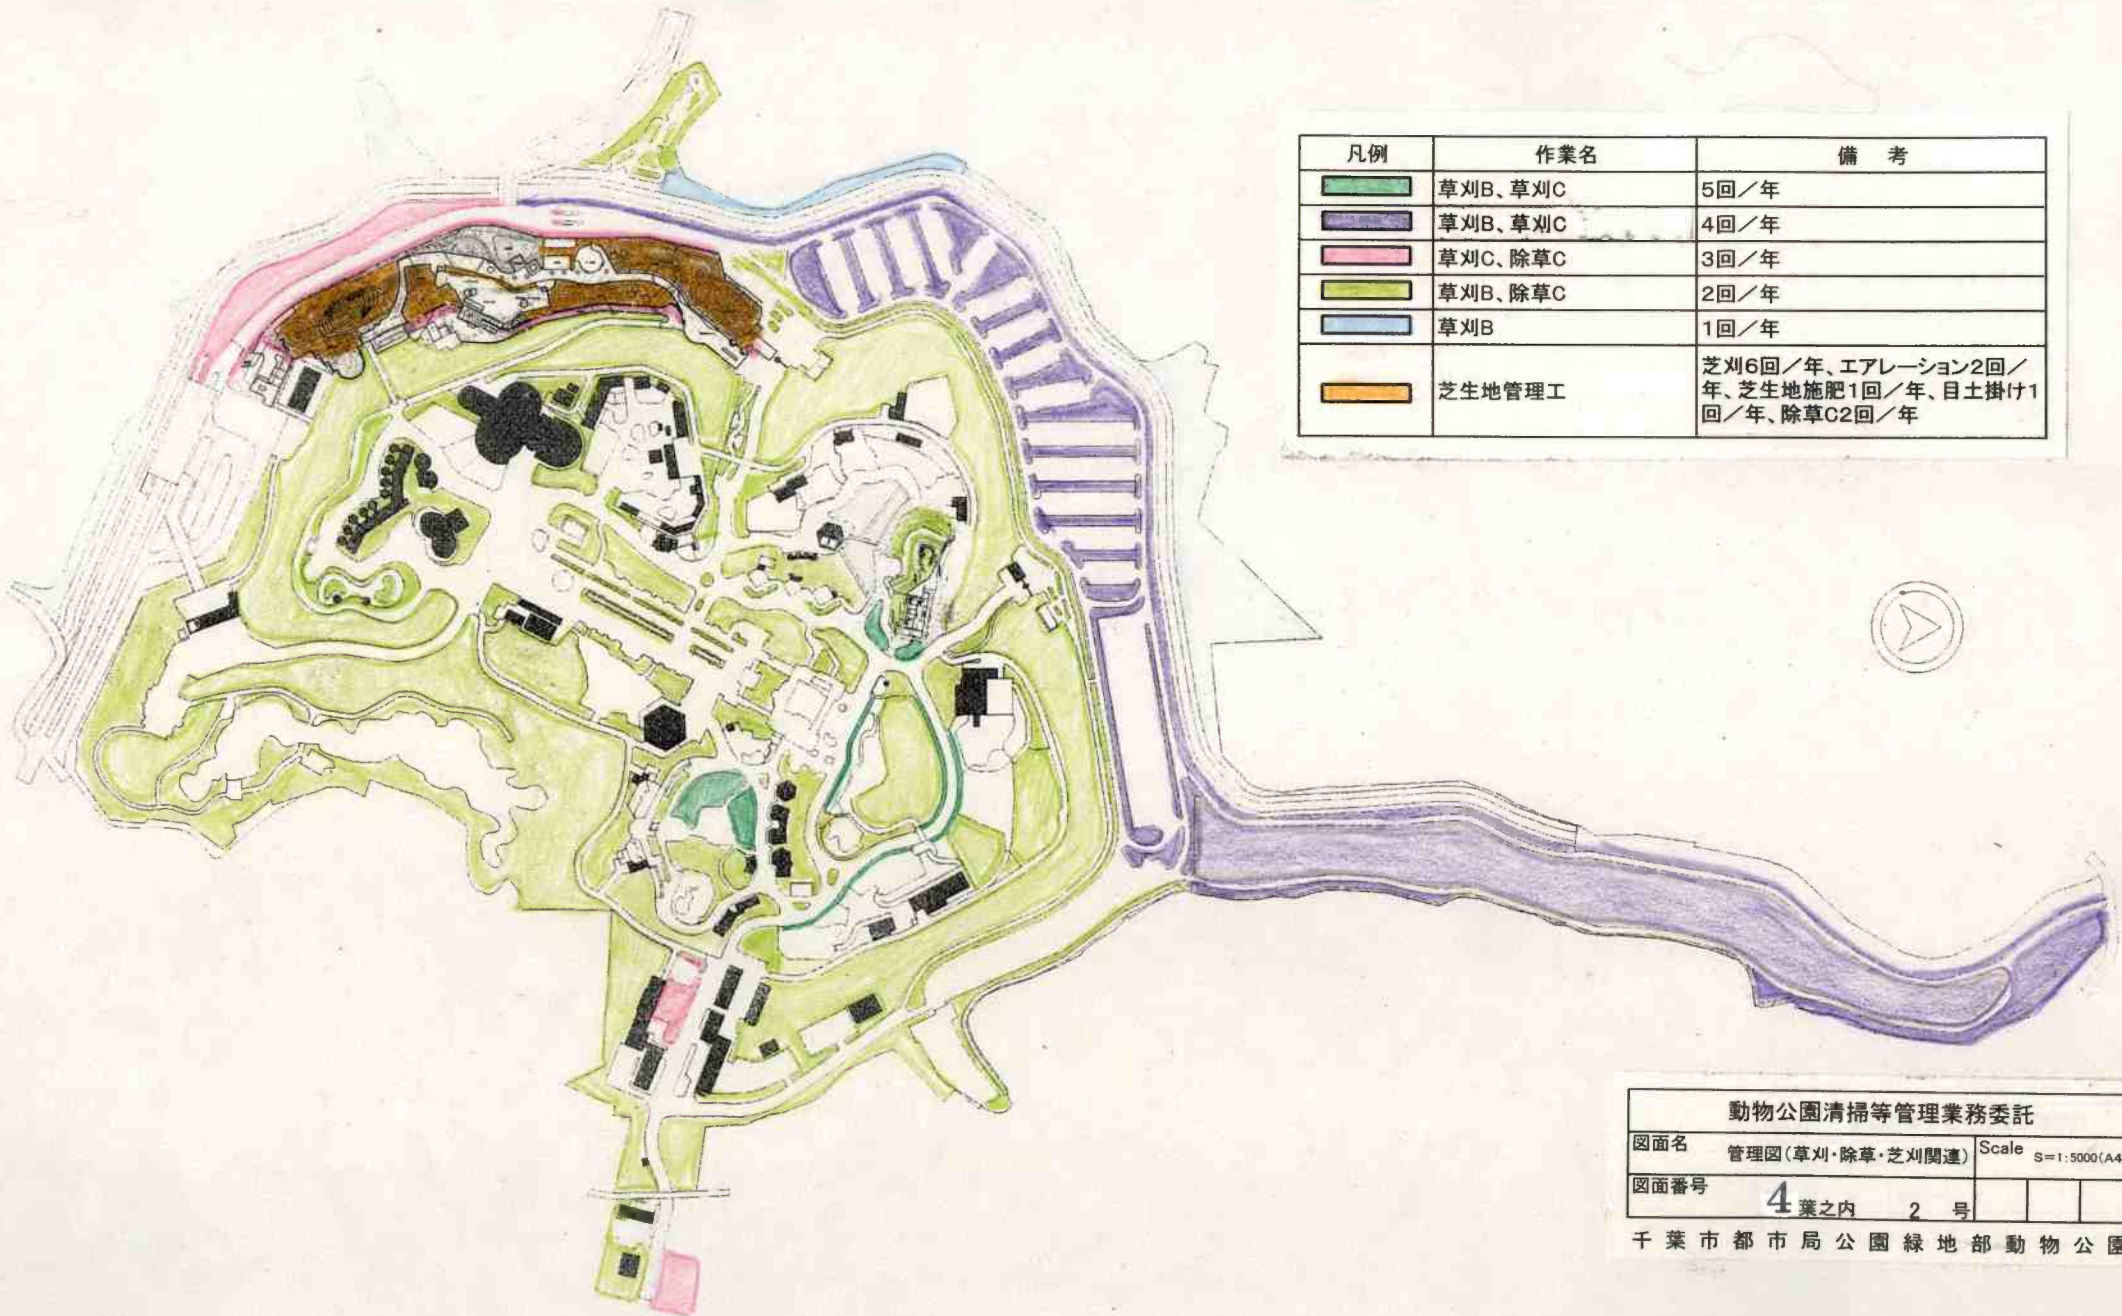 凡例 作業名 備 考
草刈B、草刈C 5回／年
草刈B、草刈C 4回／年
草刈C、除草C 3回／年
草刈B、除草C 2回／年
草刈B 1回／年
芝生地管理工 芝刈6回／年、エアレーション2回／
年、芝生地施肥1回／年、目土掛け1
回／年、除草C2回／年
動物公園清掃等管理業務委託
図面名 管理図(草刈・除草・芝刈関連) Scale S=1:5000(A4
図面番号 4 葉之内 2 号
千葉市都市局公園緑地部動物公園